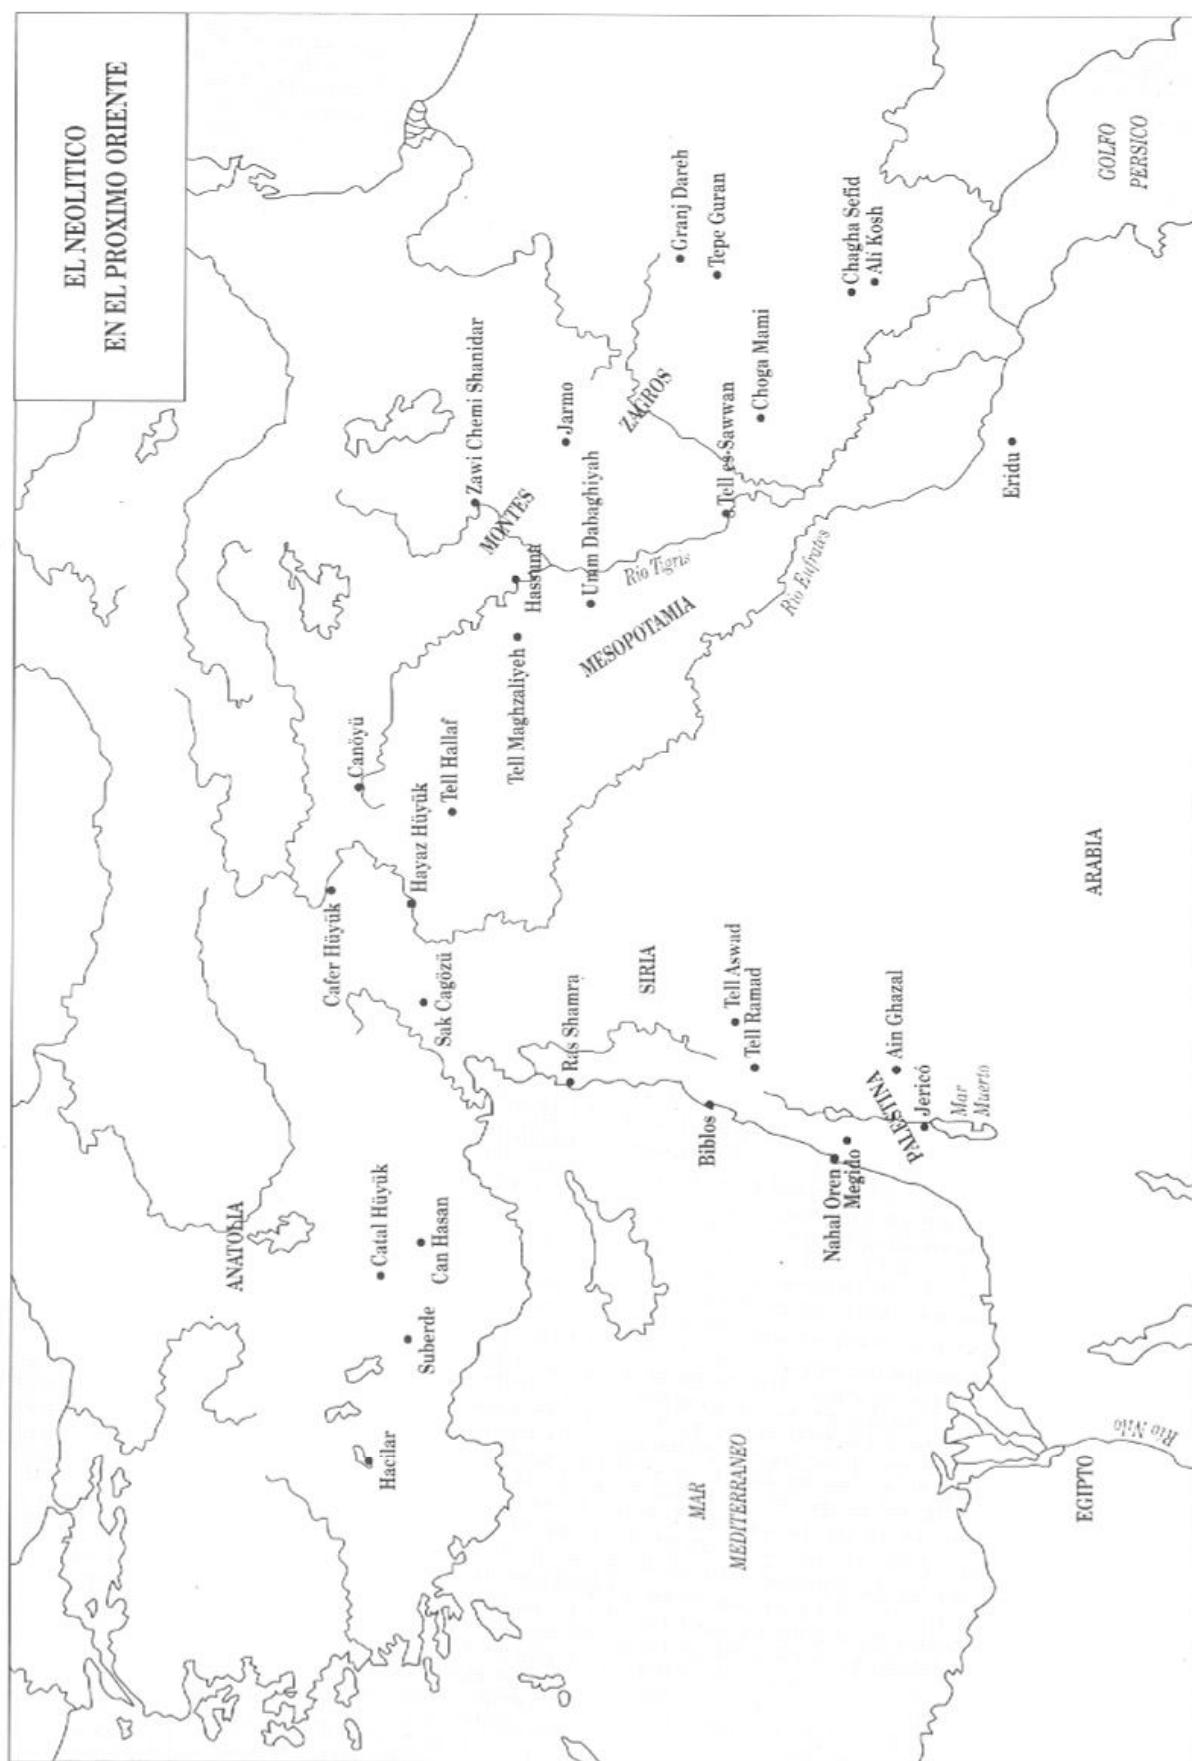 EL NEOLITICO
EN EL PROXIMO ORIENTE
ANATOLIA
Cafer Hüyük
Canöyü
Hacilar
Catal Hüyük
Suberde
Can Hasan
Sak Cagözü
Hayaz Hüyük
Tell Hallaf
Zawi Chemi Shanidar
MONTES
ZAGROS
Tell Maghzaliyeh
Hassuna
Jarmo
Umm Dabaghiyah
Ras Shamra
SIRIA
MESOPOTAMIA
Río Tigris
Granj Dareh
Tepe Guran
MAR
MEDITERRANEO
Biblos
Tell Aswad
Tell Ramad
Tell es-Sawwan
Choga Mami
Río Eufrates
Nahal Oren
Megido
PALESTINA
Ain Ghazal
Jericó
Mar
Muerto
Chagha Sefid
Ali Kosh
Eridu
EGIPTO
Río Nilo
ARABIA
GOLFO
PERSICO